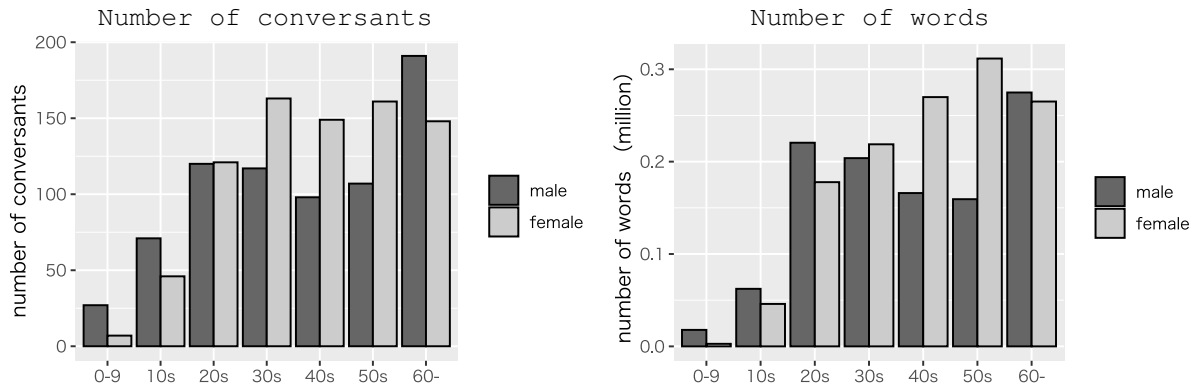 Number of conversants
number of conversants
200
150
100
50
0
0-9 10s 20s 30s 40s 50s 60-
male
female
Number of words
number of words (million)
0.3
0.2
0.1
0.0
0-9 10s 20s 30s 40s 50s 60-
male
female